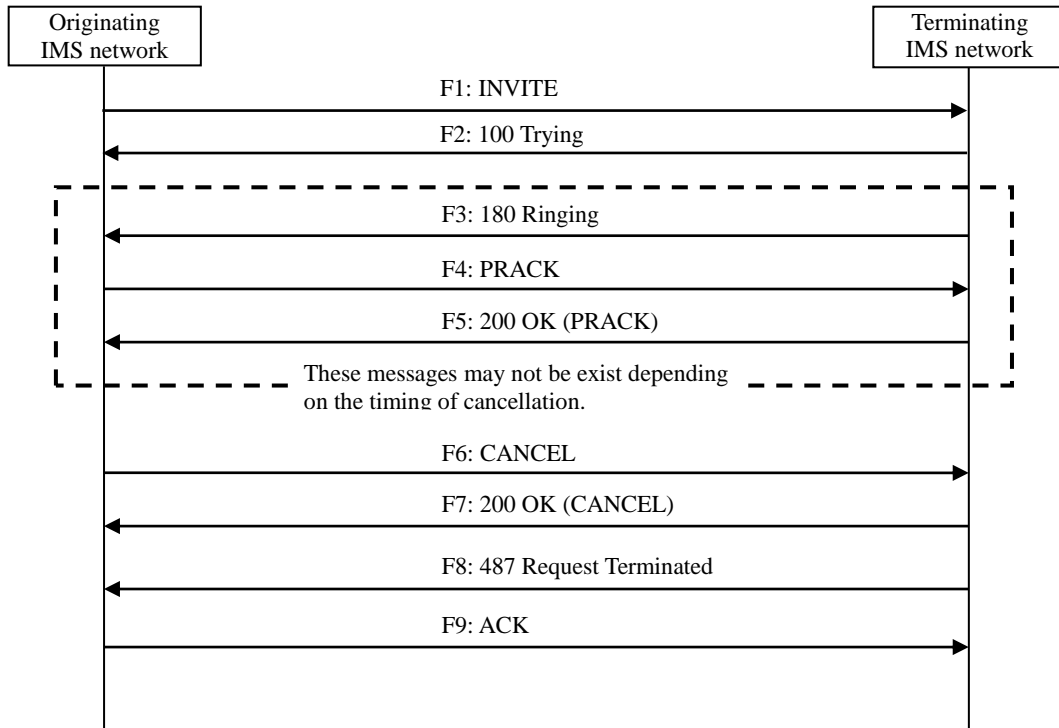 Originating
IMS network
Terminating
IMS network
F1: INVITE
F2: 100 Trying
F3: 180 Ringing
F4: PRACK
F5: 200 OK (PRACK)
These messages may not be exist depending
on the timing of cancellation.
F6: CANCEL
F7: 200 OK (CANCEL)
F8: 487 Request Terminated
F9: ACK